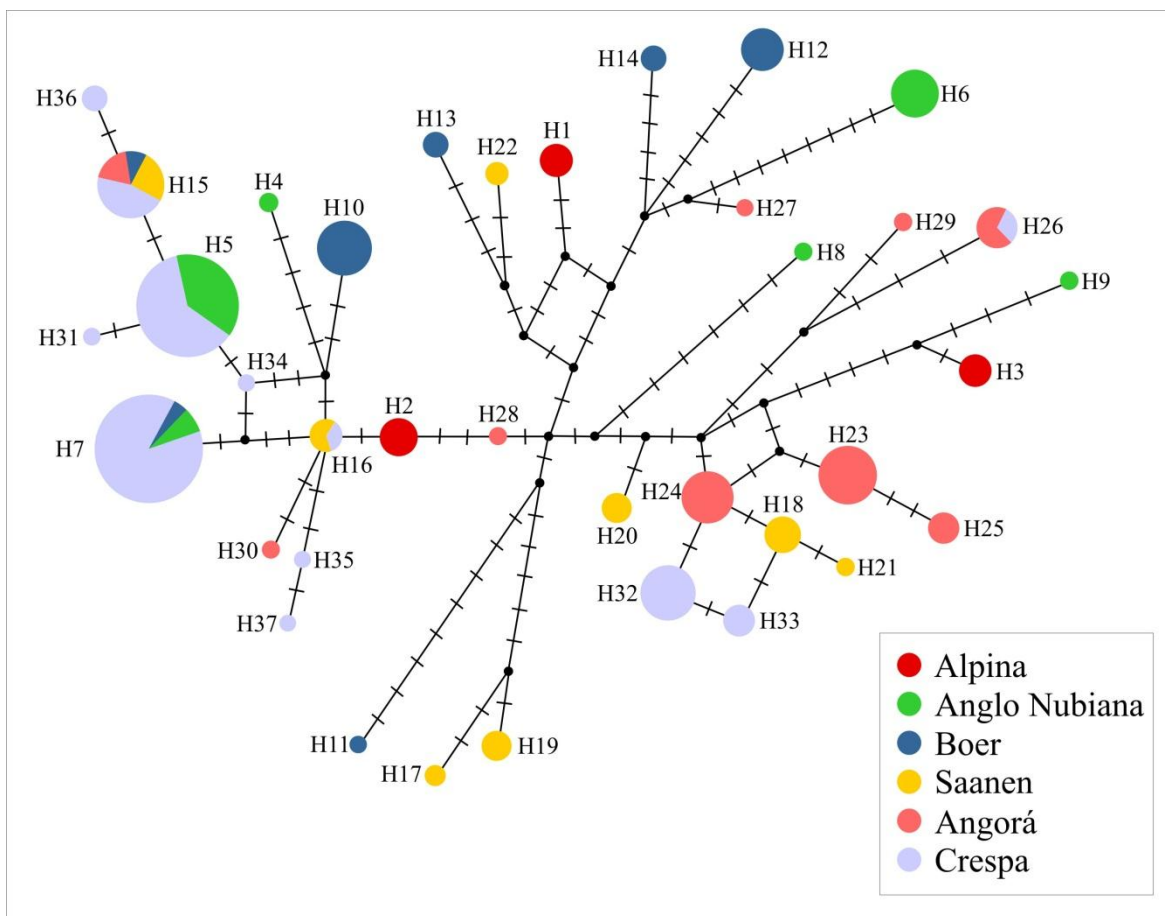 H14
H12
H6
H36
H13
H1
H22
H15
H4
H10
H27
H29
H26
H5
H8
H9
H31
H34
H3
H2
H28
H7
H16
H23
H24
H18
H20
H25
H30
H35
H21
H32
H33
H37
H11
H19
H17
Alpina
Anglo Nubiana
Boer
Saanen
Angorá
Crespa